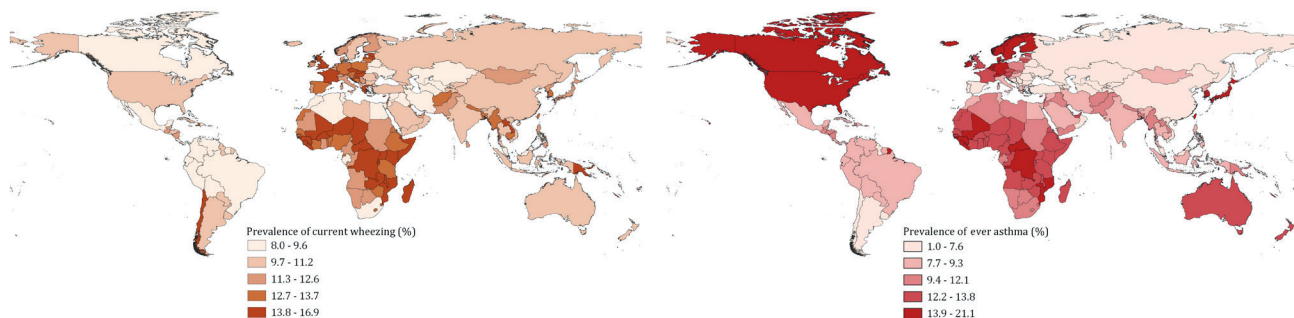 Prevalence of current wheezing (%)
8.0 - 9.6
9.7 - 11.2
11.3 - 12.6
12.7 - 13.7
13.8 - 16.9
Prevalence of ever asthma (%)
1.0 - 7.6
7.7 - 9.3
9.4 - 12.1
12.2 - 13.8
13.9 - 21.1